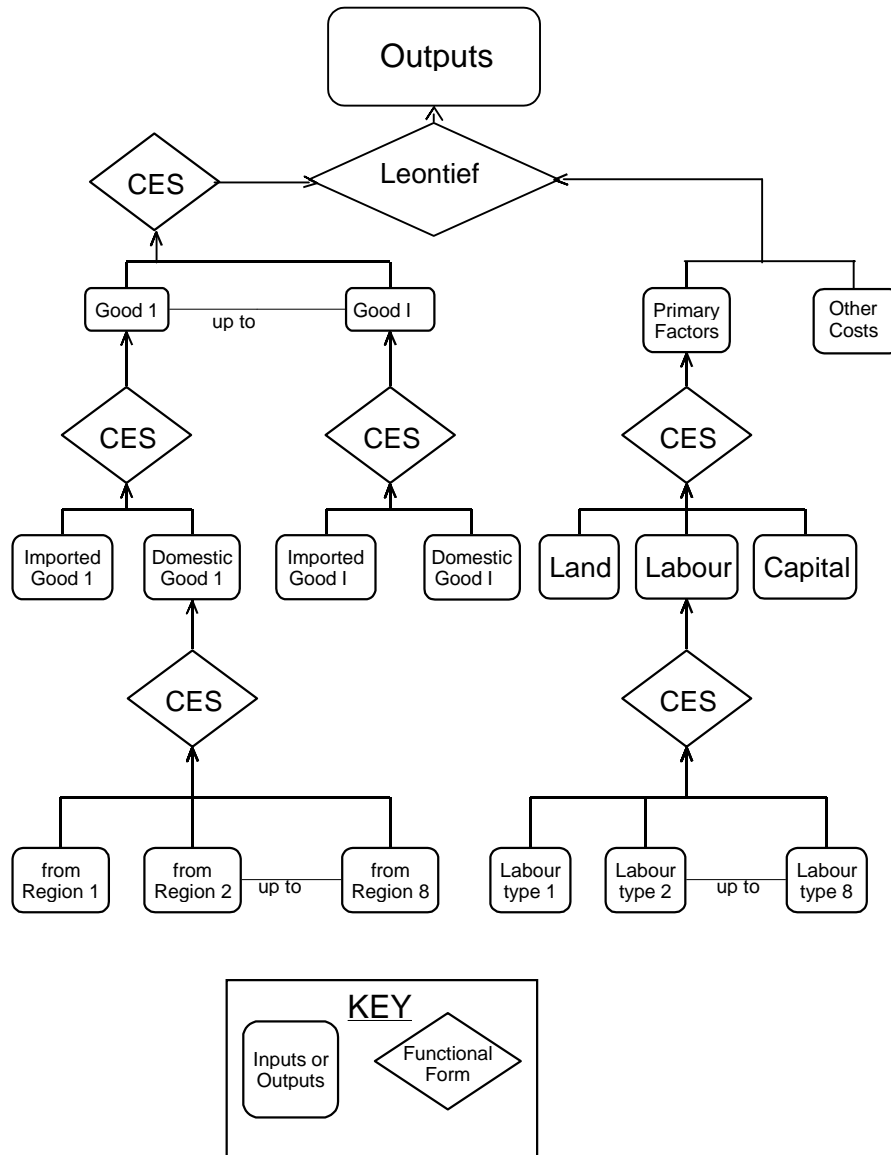 Outputs
CES
Leontief
Good 1
up to
Good I
Primary
Factors
Other
Costs
CES
CES
CES
Imported
Good 1
Domestic
Good 1
Imported
Good I
Domestic
Good I
Land
Labour
Capital
CES
CES
from
Region 1
from
Region 2
up to
from
Region 8
Labour
type 1
Labour
type 2
up to
Labour
type 8
KEY
Inputs or
Outputs
Functional
Form